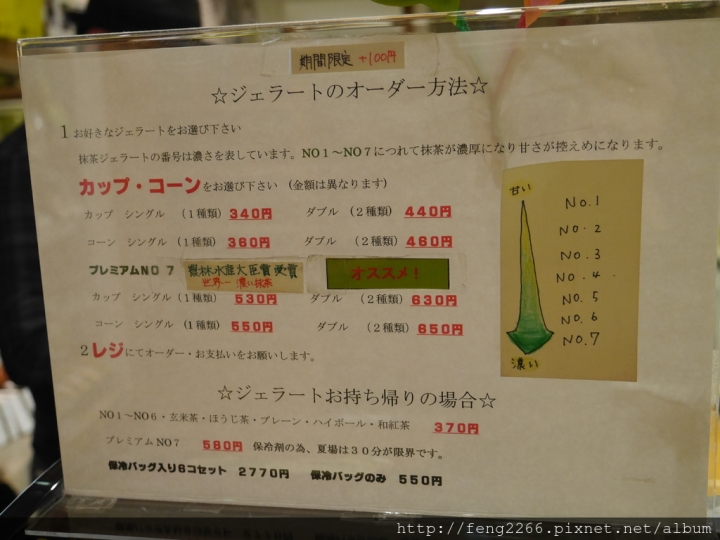 期間限定 +100円
☆ジェラートのオーダー方法☆
1 お好きなジェラートをお選び下さい
抹茶ジェラートの番号は濃さを表しています。NO1～NO7につれて抹茶が濃厚になり甘さが控えめになります。
カップ・コーンをお選び下さい (金額は異なります)
カップ シングル (1種類) 340円 ダブル (2種類) 440円
コーン シングル (1種類) 360円 ダブル (2種類) 460円
プレミアムNO 7 農林水産大臣賞受賞 オススメ!
世界一 濃い抹茶
カップ シングル (1種類) 530円 ダブル (2種類) 630円
コーン シングル (1種類) 550円 ダブル (2種類) 650円
2 レジにてオーダー・お支払いをお願いします。
甘い
No.1
No.2
No.3
No.4
No.5
No.6
No.7
濃い
☆ジェラートお持ち帰りの場合☆
NO1～NO6・玄米茶・ほうじ茶・プレーン・ハイボール・和紅茶 370円
プレミアムNO7 560円 保冷剤の為、夏場は30分が限界です。
保冷バッグ入り6コセット 2770円 保冷バッグのみ 550円
http://feng2266.pixnet.net/album